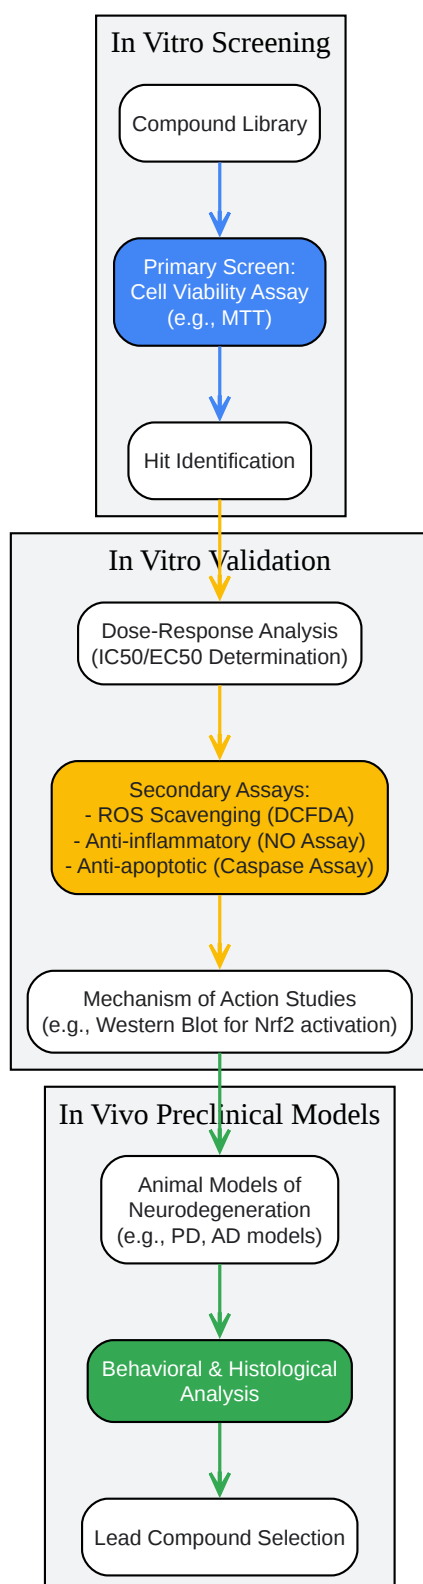 In Vitro Screening
Compound Library
Primary Screen:
Cell Viability Assay
(e.g., MTT)
Hit Identification
In Vitro Validation
Dose-Response Analysis
(IC50/EC50 Determination)
Secondary Assays:
- ROS Scavenging (DCFDA)
- Anti-inflammatory (NO Assay)
- Anti-apoptotic (Caspase Assay)
Mechanism of Action Studies
(e.g., Western Blot for Nrf2 activation)
In Vivo Preclinical Models
Animal Models of
Neurodegeneration
(e.g., PD, AD models)
Behavioral & Histological
Analysis
Lead Compound Selection